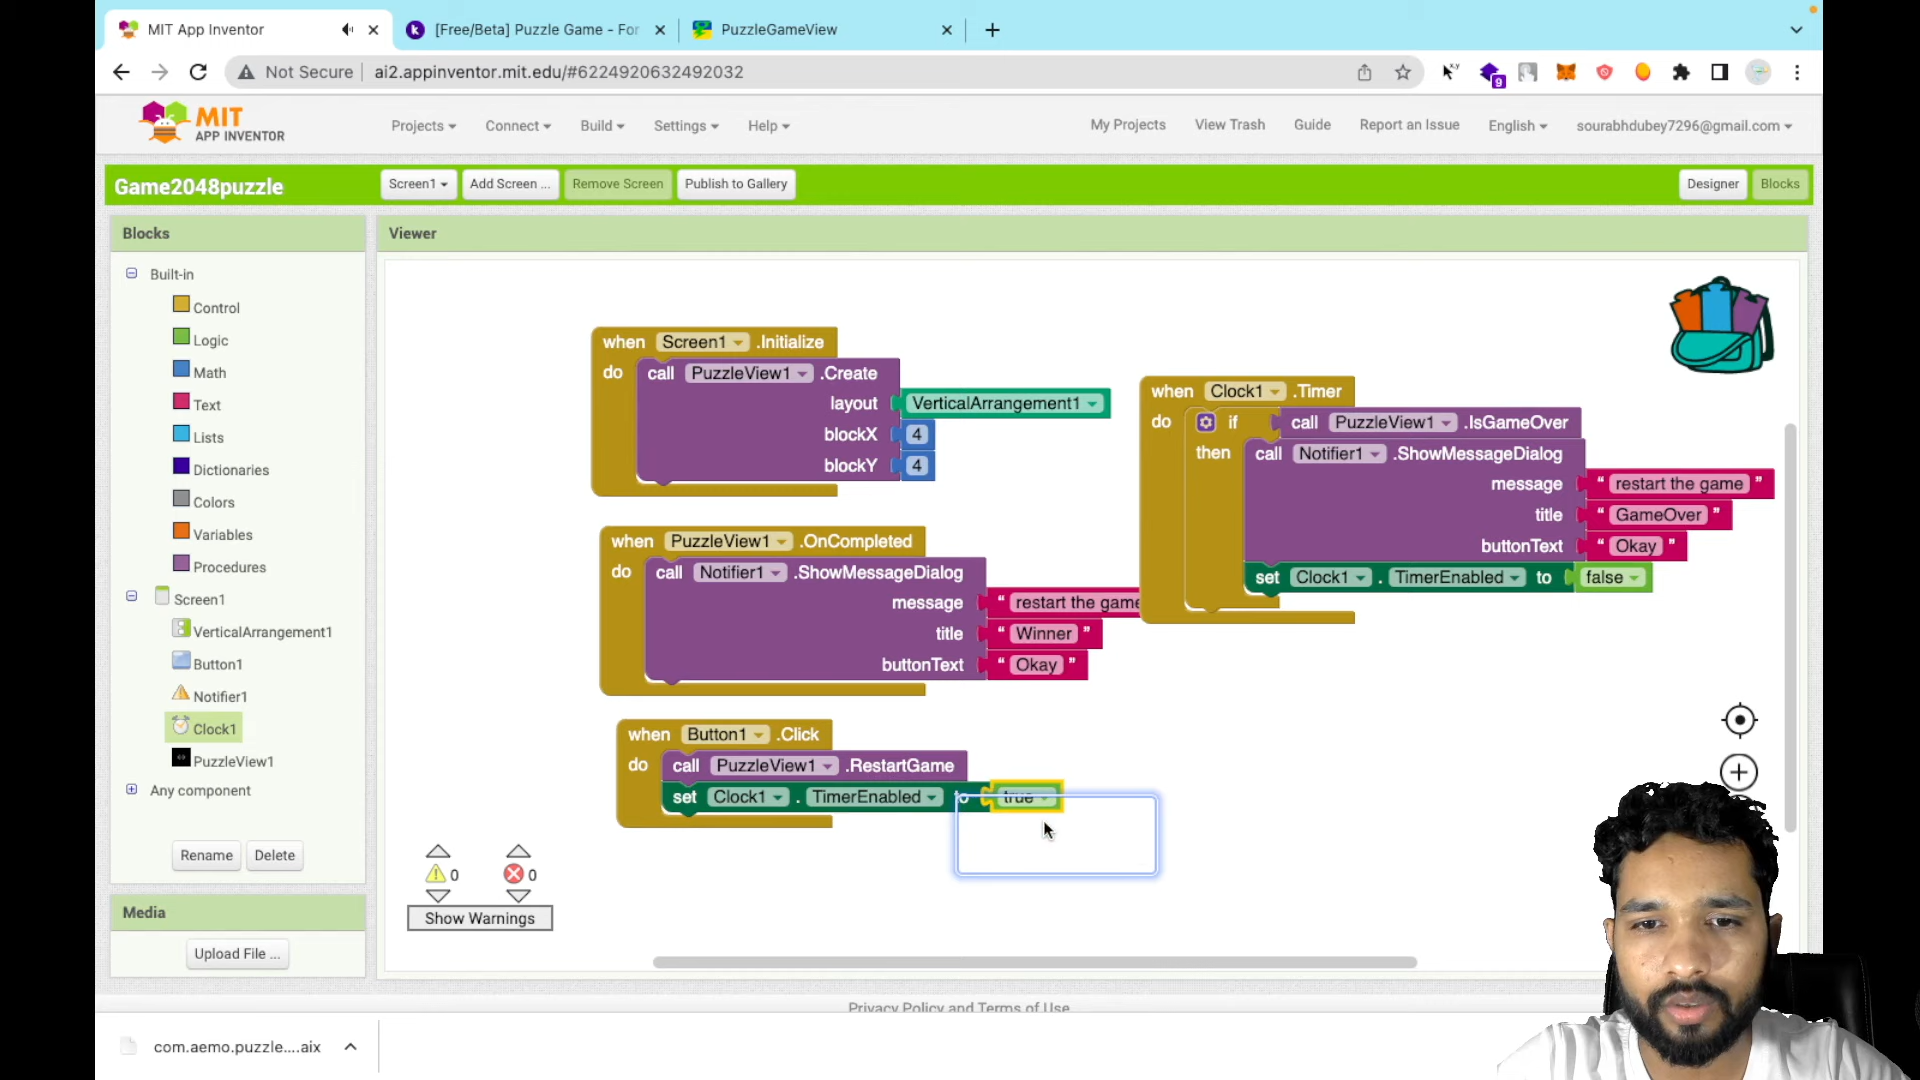 MIT App Inventor
[Free/Beta] Puzzle Game - For
PuzzleGameView
Not Secure
ai2.appinventor.mit.edu/#6224920632492032
9
MIT
APP INVENTOR
Projects
Connect
Build
Settings
Help
My Projects
View Trash
Guide
Report an Issue
English
sourabhdubey7296@gmail.com
Game2048puzzle
Screen1
Add Screen ...
Remove Screen
Publish to Gallery
Designer
Blocks
Blocks
Viewer
Built-in
Control
Logic
Math
Text
Lists
Dictionaries
Colors
Variables
Procedures
Screen1
VerticalArrangement1
Button1
Notifier1
Clock1
PuzzleView1
Any component
Rename
Delete
Media
Upload File ...
when Screen1 .Initialize
do call PuzzleView1 .Create
layout VerticalArrangement1
blockX 4
blockY 4
when PuzzleView1 .OnCompleted
do call Notifier1 .ShowMessageDialog
message “ restart the game
title “ Winner ”
buttonText “ Okay ”
when Button1 .Click
do call PuzzleView1 .RestartGame
set Clock1 . TimerEnabled to true
when Clock1 .Timer
do if call PuzzleView1 .IsGameOver
then call Notifier1 .ShowMessageDialog
message “ restart the game ”
title “ GameOver ”
buttonText “ Okay ”
set Clock1 . TimerEnabled to false
0
0
Show Warnings
Privacy Policy and Terms of Use
com.aemo.puzzle....aix